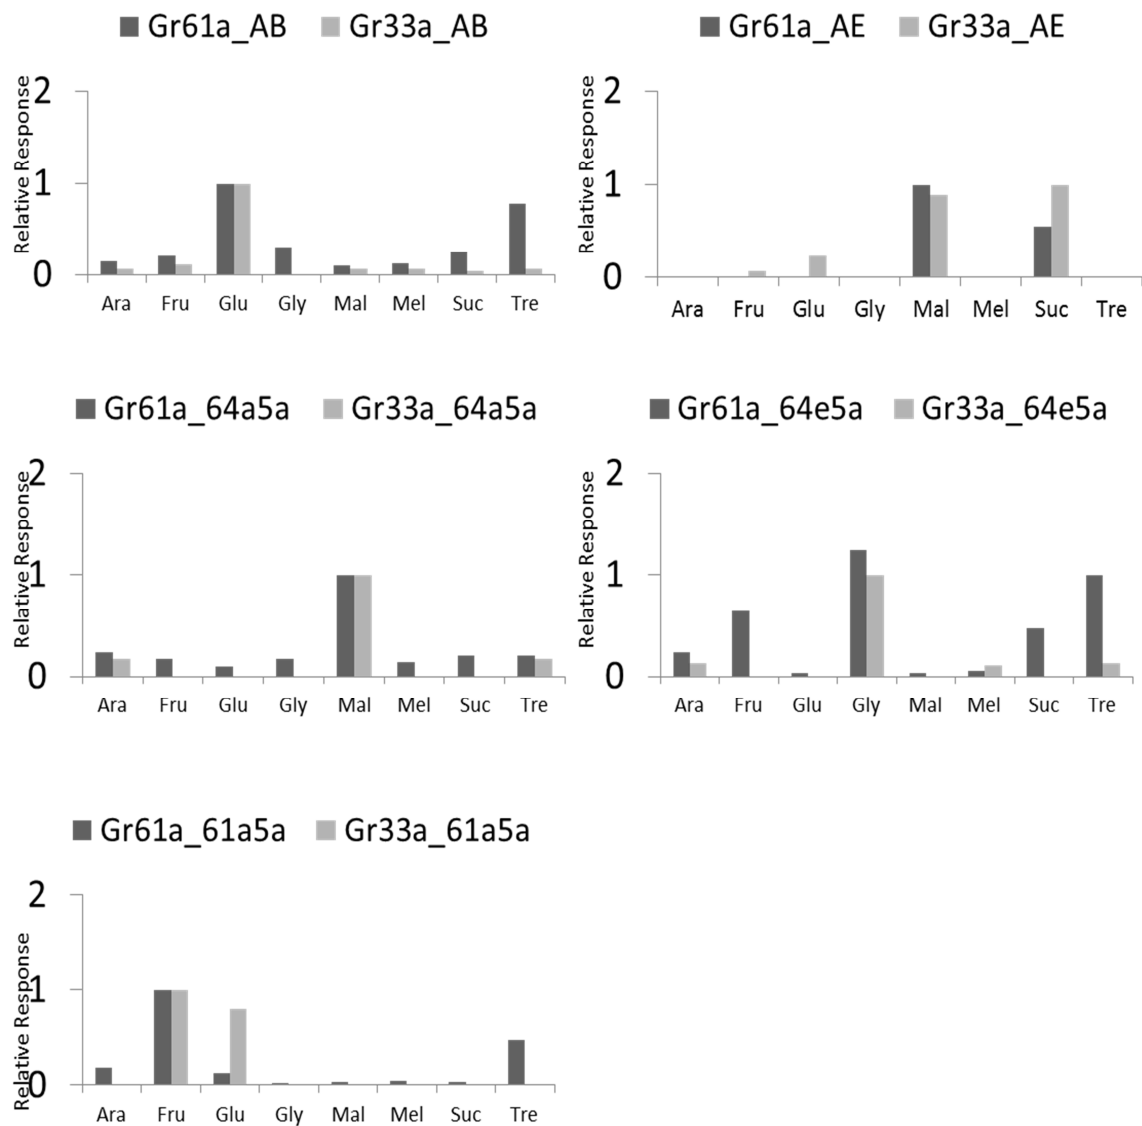 Gr61a_AB Gr33a_AB
Relative Response
2
1
0
Ara Fru Glu Gly Mal Mel Suc Tre
Gr61a_AE Gr33a_AE
Relative Response
2
1
0
Ara Fru Glu Gly Mal Mel Suc Tre
Gr61a_64a5a Gr33a_64a5a
Relative Response
2
1
0
Ara Fru Glu Gly Mal Mel Suc Tre
Gr61a_64e5a Gr33a_64e5a
Relative Response
2
1
0
Ara Fru Glu Gly Mal Mel Suc Tre
Gr61a_61a5a Gr33a_61a5a
Relative Response
2
1
0
Ara Fru Glu Gly Mal Mel Suc Tre